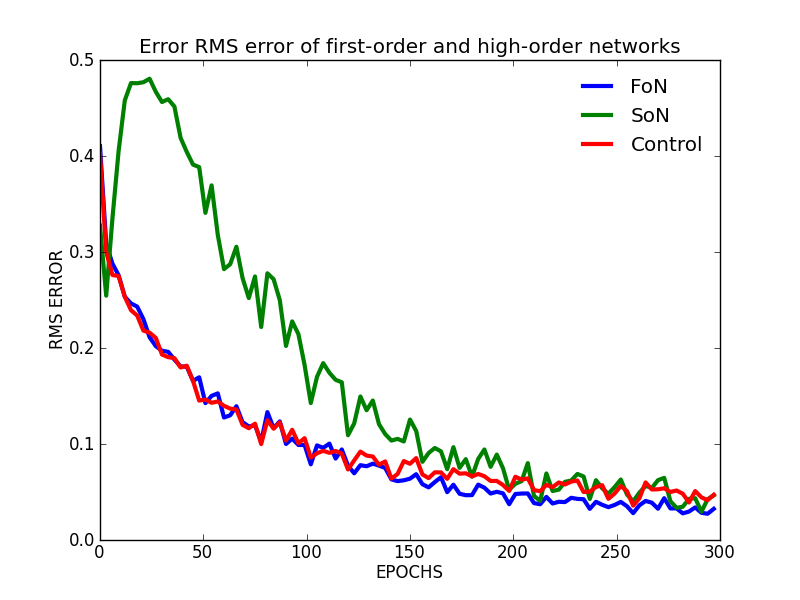 Error RMS error of first-order and high-order networks
0.5
0.4
0.3
0.2
0.1
0.0
RMS ERROR
FoN
SoN
Control
0 50 100 150 200 250 300
EPOCHS